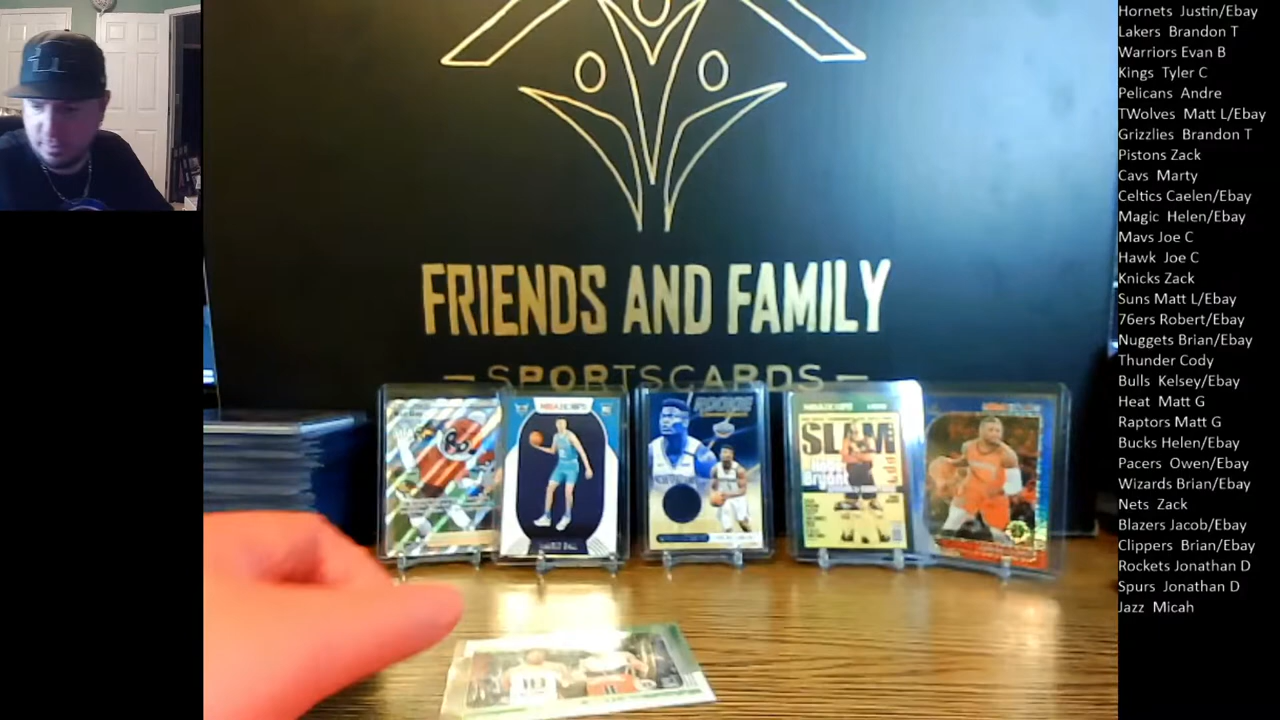 FRIENDS AND FAMILY
SPORTSCARDS
NBA HOOPS
ROOKIE
SLAM
Bryant
Hornets Justin/Ebay
Lakers Brandon T
Warriors Evan B
Kings Tyler C
Pelicans Andre
TWolves Matt L/Ebay
Grizzlies Brandon T
Pistons Zack
Cavs Marty
Celtics Caelen/Ebay
Magic Helen/Ebay
Mavs Joe C
Hawk Joe C
Knicks Zack
Suns Matt L/Ebay
76ers Robert/Ebay
Nuggets Brian/Ebay
Thunder Cody
Bulls Kelsey/Ebay
Heat Matt G
Raptors Matt G
Bucks Helen/Ebay
Pacers Owen/Ebay
Wizards Brian/Ebay
Nets Zack
Blazers Jacob/Ebay
Clippers Brian/Ebay
Rockets Jonathan D
Spurs Jonathan D
Jazz Micah